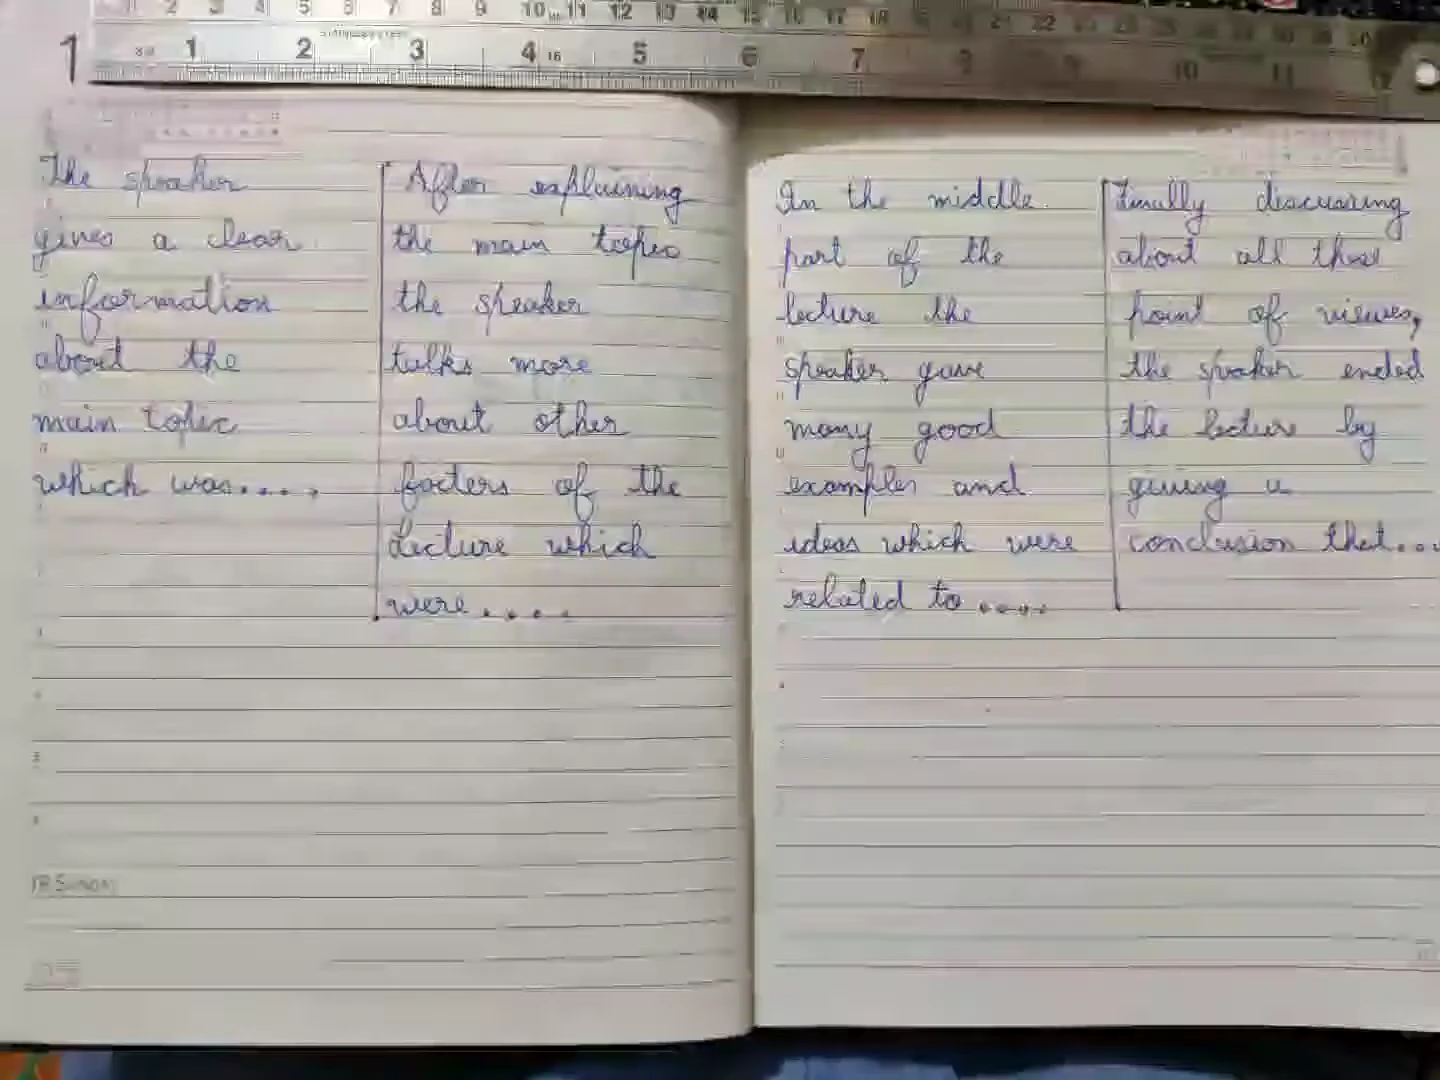 The speaker
gives a clear
information
about the
main topic
which was....
After explaining
the main topic
the speaker
talks more
about other
facters of the
Lecture which
were....
In the middle
part of the
lecture the
speaker gave
many good
examples and
ideas which were
related to....
Finally discussing
about all these
point of viewes,
the speaker ended
the lecture by
giving a
conclusion that...